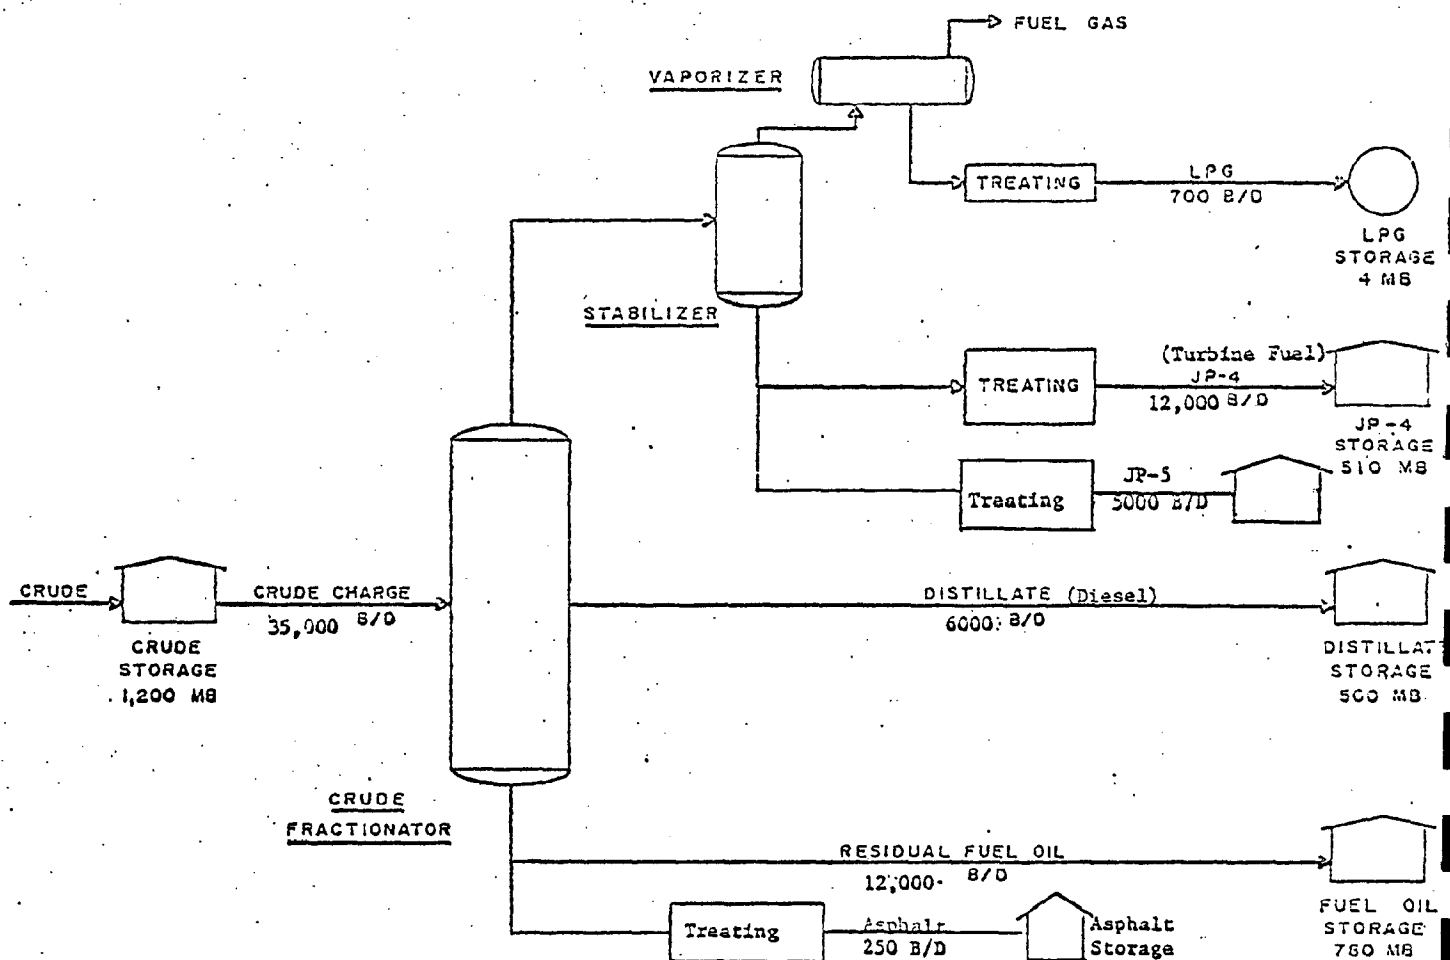 FUEL GAS
VAPORIZER
TREATING
LPG
700 B/D
LPG
STORAGE
4 MB
STABILIZER
TREATING
(Turbine Fuel)
JP-4
12,000 B/D
JP-4
STORAGE
510 MB
Treating
JP-5
5000 B/D
CRUDE
CRUDE CHARGE
35,000 B/D
CRUDE
STORAGE
1,200 MB
DISTILLATE (Diesel)
6000 B/D
DISTILLAT
STORAGE
500 MB
CRUDE
FRACTIONATOR
RESIDUAL FUEL OIL
12,000 B/D
FUEL OIL
STORAGE
780 MB
Treating
Asphalt
250 B/D
Asphalt
Storage